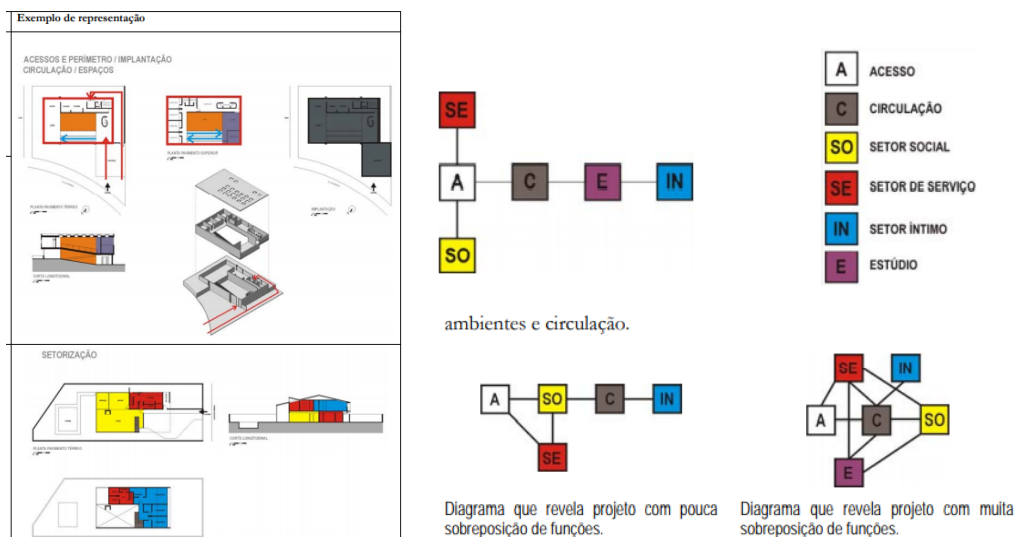 Exemplo de representação
ACESSOS E PERÍMETRO / IMPLANTAÇÃO
CIRCULAÇÃO / ESPAÇOS
PLANTA PAVIMENTO SUPERIOR
PLANTA PAVIMENTO TÉRREO
IMPLANTAÇÃO
CORTE LONGITUDINAL
SETORIZAÇÃO
PLANTA PAVIMENTO TÉRREO
CORTE LONGITUDINAL
SE
A C E IN
SO
A ACESSO
C CIRCULAÇÃO
SO SETOR SOCIAL
SE SETOR DE SERVIÇO
IN SETOR ÌNTIMO
E ESTÚDIO
ambientes e circulação.
A SO C IN
SE
Diagrama que revela projeto com pouca
sobreposição de funções.
SE IN
A C SO
E
Diagrama que revela projeto com muita
sobreposição de funções.